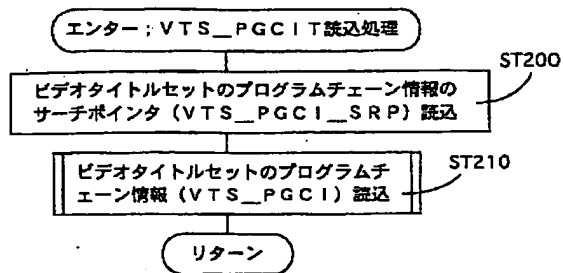 エンター；ＶＴＳ＿ＰＧＣＩＴ読込処理
ST200
ビデオタイトルセットのプログラムチェーン情報の
サーチポインタ（ＶＴＳ＿ＰＧＣＩ＿ＳＲＰ）読込
ST210
ビデオタイトルセットのプログラムチ
ェーン情報（ＶＴＳ＿ＰＧＣＩ）読込
リターン